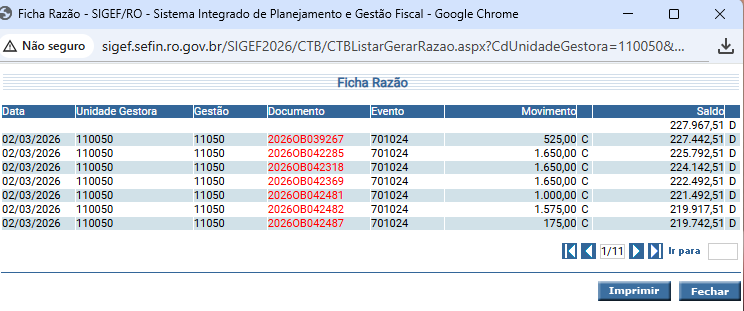 Ficha Razão - SIGEF/RO - Sistema Integrado de Planejamento e Gestão Fiscal - Google Chrome
Não seguro sigef.sefin.ro.gov.br/SIGEF2026/CTB/CTBListarGerarRazao.aspx?CdUnidadeGestora=110050&...
Ficha Razão
Data Unidade Gestora Gestão Documento Evento Movimento Saldo
227.967,51 D
02/03/2026 110050 11050 2026OB039267 701024 525,00 C 227.442,51 D
02/03/2026 110050 11050 2026OB042285 701024 1.650,00 C 225.792,51 D
02/03/2026 110050 11050 2026OB042318 701024 1.650,00 C 224.142,51 D
02/03/2026 110050 11050 2026OB042369 701024 1.650,00 C 222.492,51 D
02/03/2026 110050 11050 2026OB042481 701024 1.000,00 C 221.492,51 D
02/03/2026 110050 11050 2026OB042482 701024 1.575,00 C 219.917,51 D
02/03/2026 110050 11050 2026OB042487 701024 175,00 C 219.742,51 D
1/11 Ir para
Imprimir Fechar